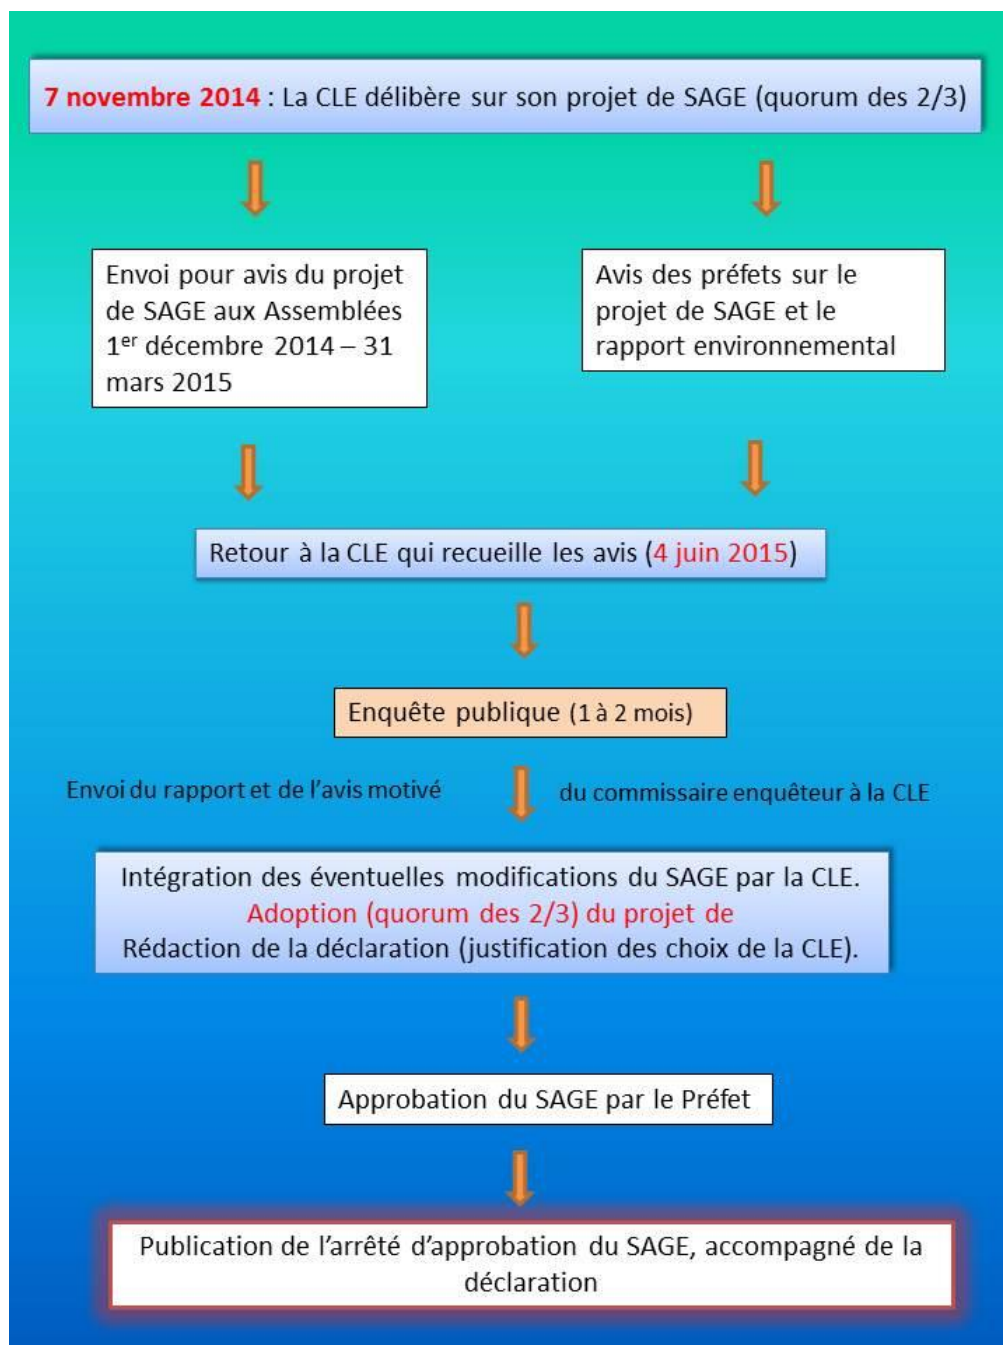 7 novembre 2014 : La CLE délibère sur son projet de SAGE (quorum des 2/3)
Envoi pour avis du projet
de SAGE aux Assemblées
1er décembre 2014 – 31
mars 2015
Avis des préfets sur le
projet de SAGE et le
rapport environnemental
Retour à la CLE qui recueille les avis (4 juin 2015)
Enquête publique (1 à 2 mois)
Envoi du rapport et de l'avis motivé du commissaire enquêteur à la CLE
Intégration des éventuelles modifications du SAGE par la CLE.
Adoption (quorum des 2/3) du projet de
Rédaction de la déclaration (justification des choix de la CLE).
Approbation du SAGE par le Préfet
Publication de l'arrêté d'approbation du SAGE, accompagné de la
déclaration